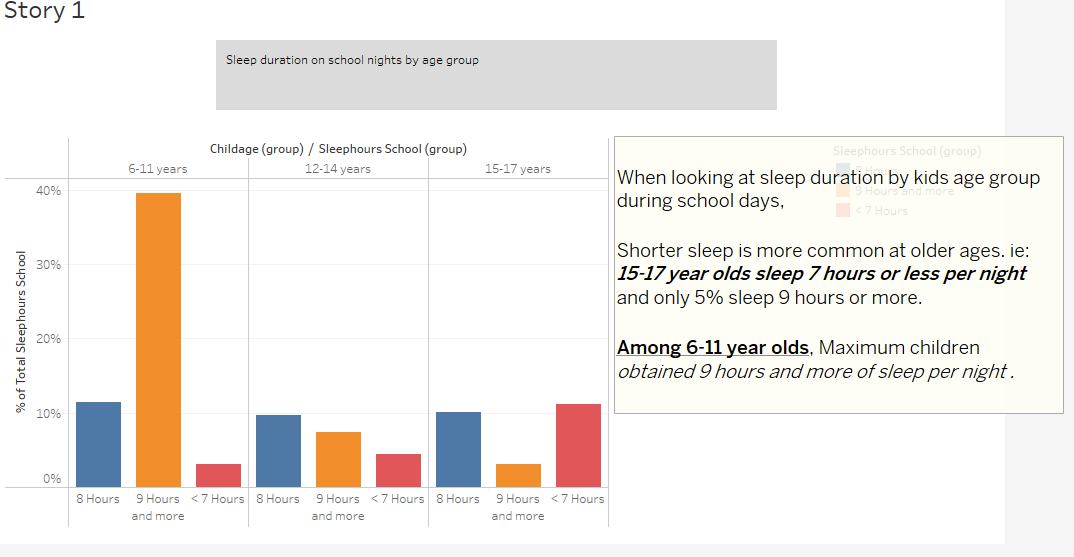 Story 1
Sleep duration on school nights by age group
Childage (group) / Sleephours School (group)
6-11 years
12-14 years
15-17 years
% of Total Sleephours School
40%
30%
20%
10%
0%
8 Hours
9 Hours and more
< 7 Hours
8 Hours
9 Hours and more
< 7 Hours
8 Hours
9 Hours and more
< 7 Hours
Sleephours School (group)
8 Hours
9 Hours and more
< 7 Hours
When looking at sleep duration by kids age group
during school days,
Shorter sleep is more common at older ages. ie:
15-17 year olds sleep 7 hours or less per night
and only 5% sleep 9 hours or more.
Among 6-11 year olds, Maximum children
obtained 9 hours and more of sleep per night .